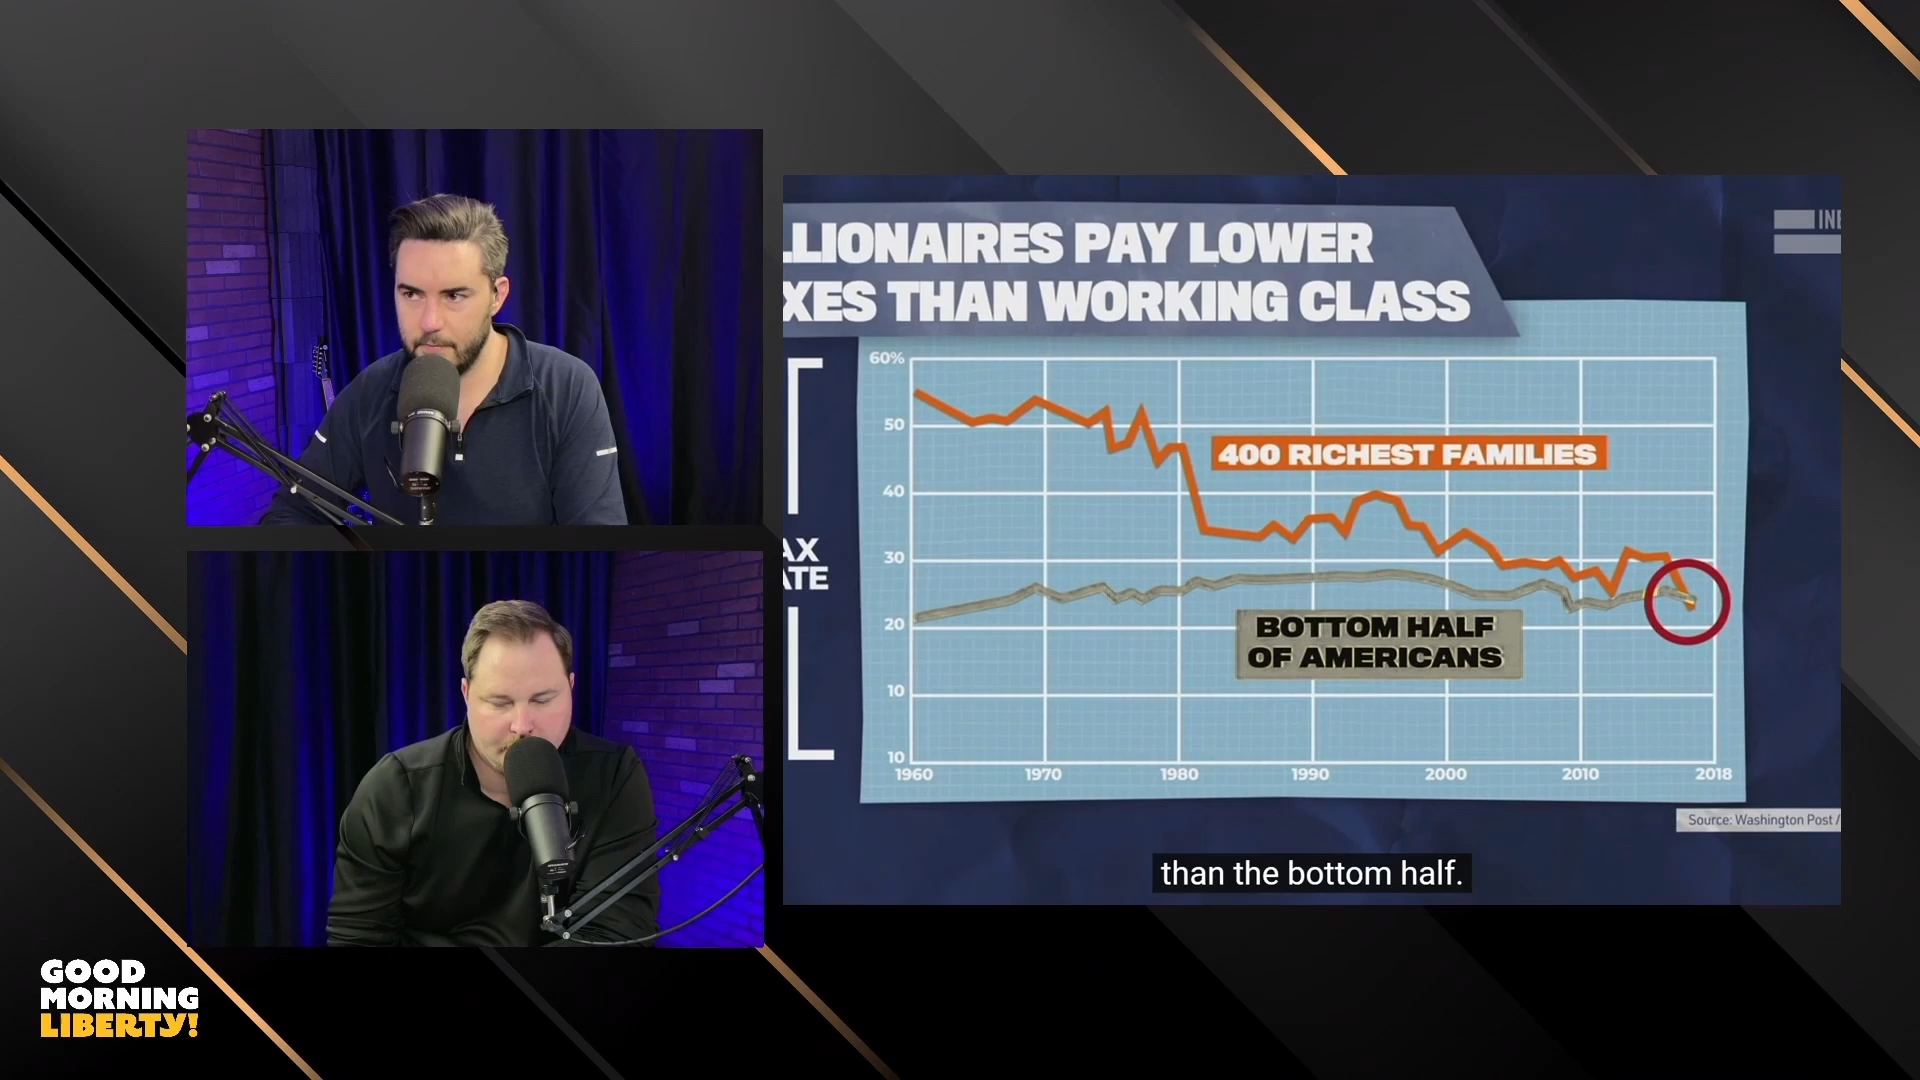 LLIONAIRES PAY LOWER
XES THAN WORKING CLASS
INE
60%
50
40
30
20
10
10
AX
ATE
400 RICHEST FAMILIES
BOTTOM HALF
OF AMERICANS
1960 1970 1980 1990 2000 2010 2018
Source: Washington Post /
than the bottom half.
GOOD
MORNING
LIBERTY!